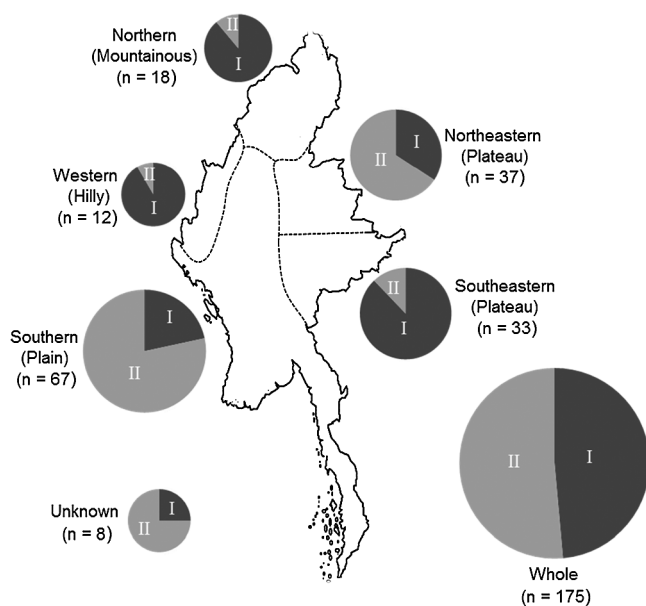 Northern
(Mountainous)
(n = 18)
II
I
Northeastern
(Plateau)
(n = 37)
I
II
Western
(Hilly)
(n = 12)
II
I
Southeastern
(Plateau)
(n = 33)
II
I
Southern
(Plain)
(n = 67)
I
II
Unknown
(n = 8)
I
II
II
I
Whole
(n = 175)